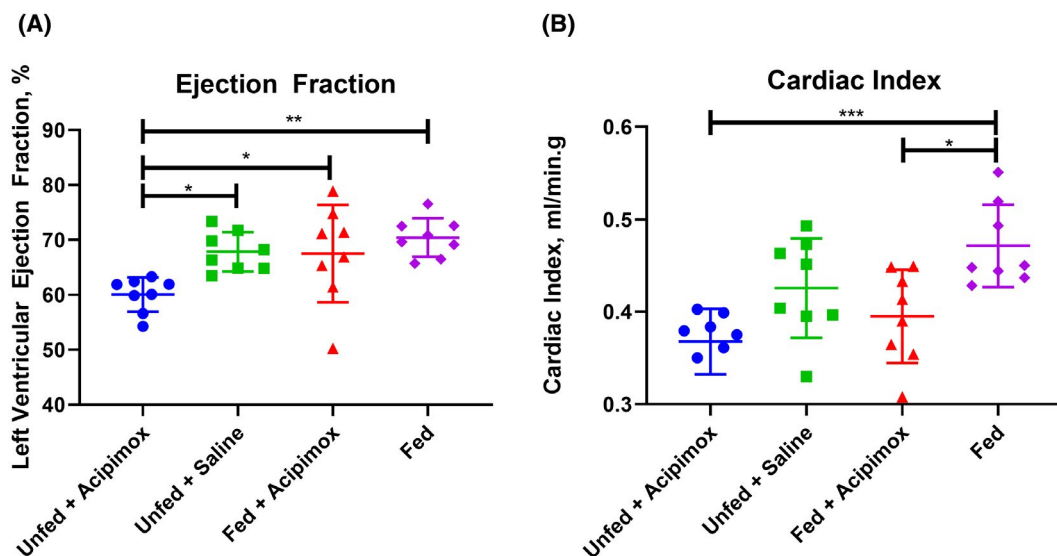 (A)
Ejection Fraction
Left Ventricular Ejection Fraction, %
90
80
70
60
50
40
**
*
*
Unfed + Acipimox
Unfed + Saline
Fed + Acipimox
Fed
(B)
Cardiac Index
Cardiac Index, ml/min.g
0.6
0.5
0.4
0.3
***
*
Unfed + Acipimox
Unfed + Saline
Fed + Acipimox
Fed